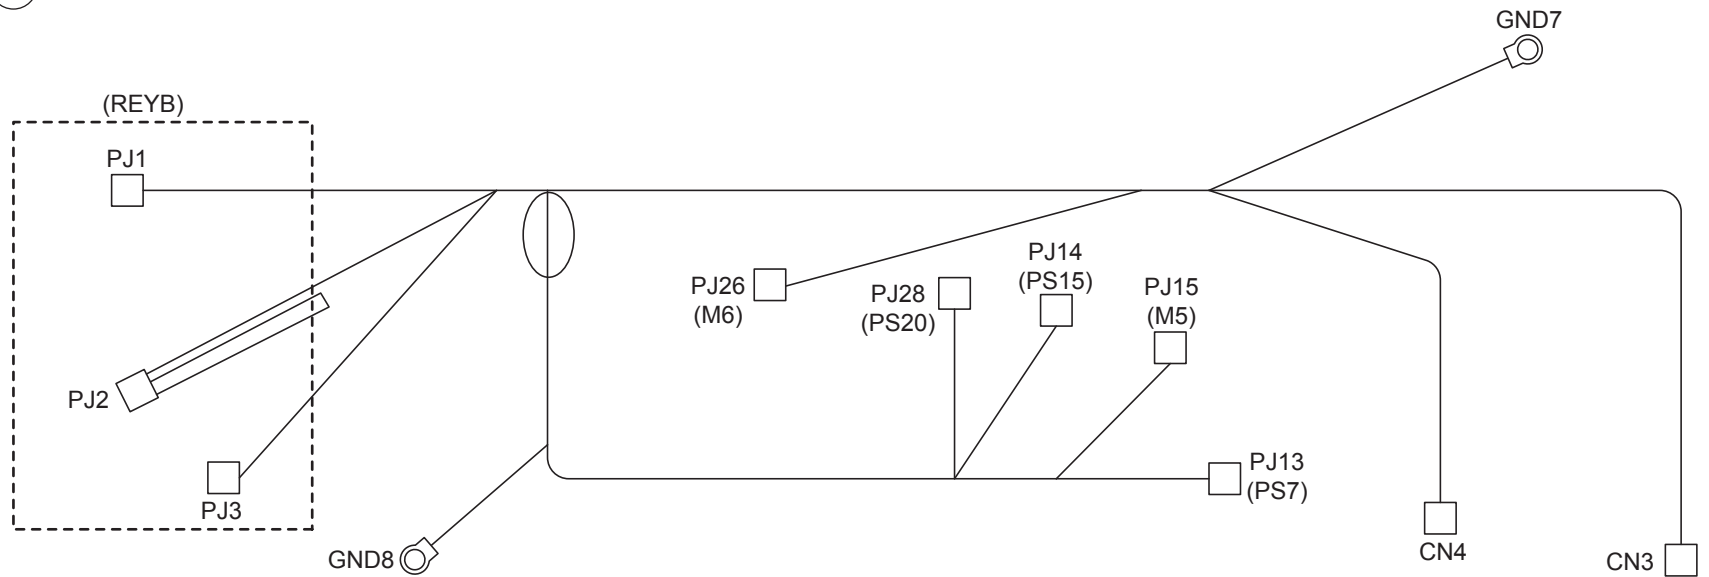 GND7
(REYB)
PJ1
PJ14
(PS15)
PJ26
(M6)
PJ28
(PS20)
PJ15
(M5)
PJ2
PJ13
(PS7)
PJ3
GND8
CN4
CN3